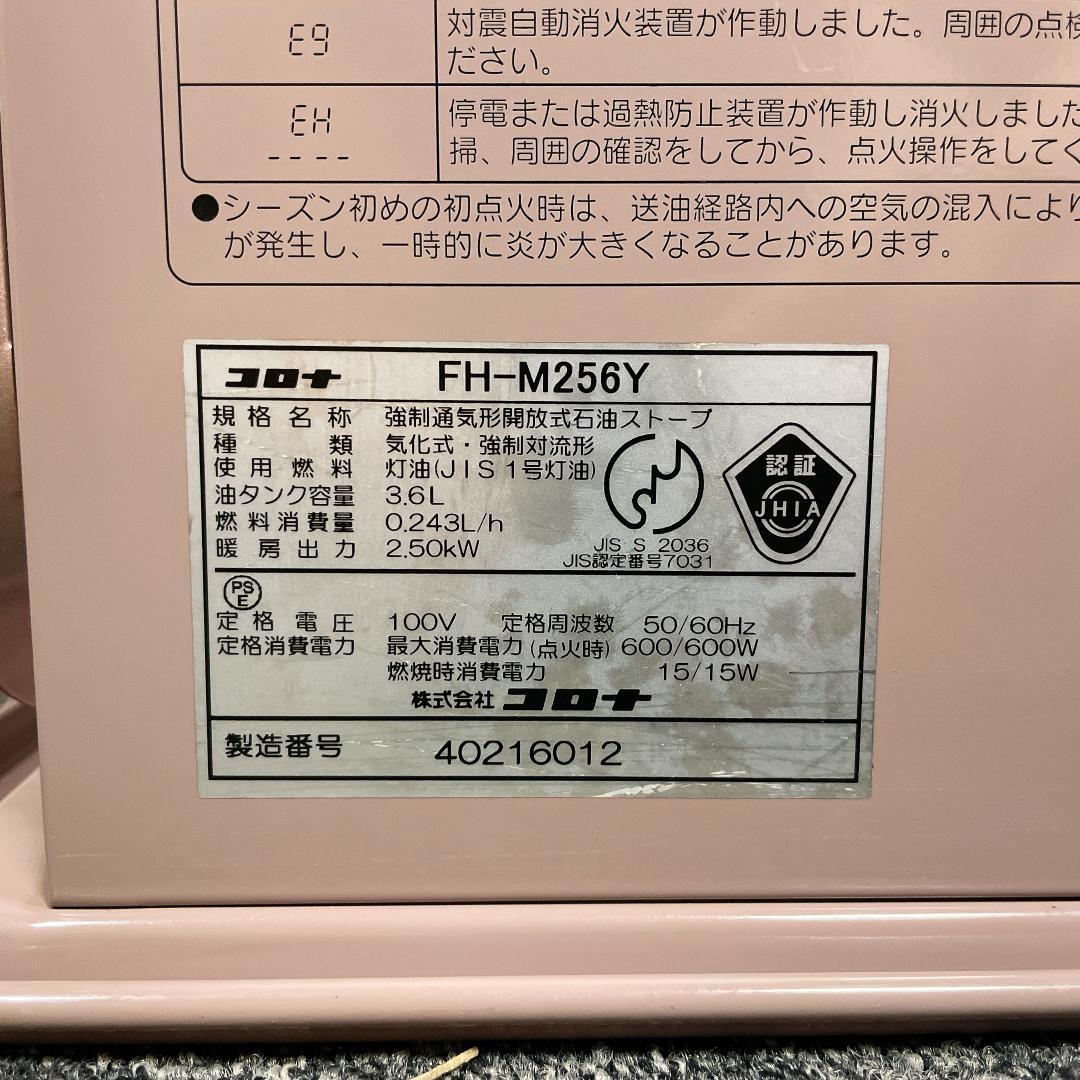 E9
対震自動消火装置が作動しました。周囲の点検
ださい。
EH
----
停電または過熱防止装置が作動し消火しました
掃、周囲の確認をしてから、点火操作をしてく
●シーズン初めの初点火時は、送油経路内への空気の混入により
が発生し、一時的に炎が大きくなることがあります。
コロナ FH-M256Y
規格名称 強制通気形開放式石油ストーブ
種類 気化式・強制対流形
使用燃料 灯油(JIS1号灯油)
油タンク容量 3.6L
燃料消費量 0.243L/h
暖房出力 2.50kW
JIS S 2036
JIS認定番号7031
認証
JHIA
PS
E
定格電圧 100V 定格周波数 50/60Hz
定格消費電力 最大消費電力(点火時) 600/600W
燃焼時消費電力 15/15W
株式会社 コロナ
製造番号 40216012